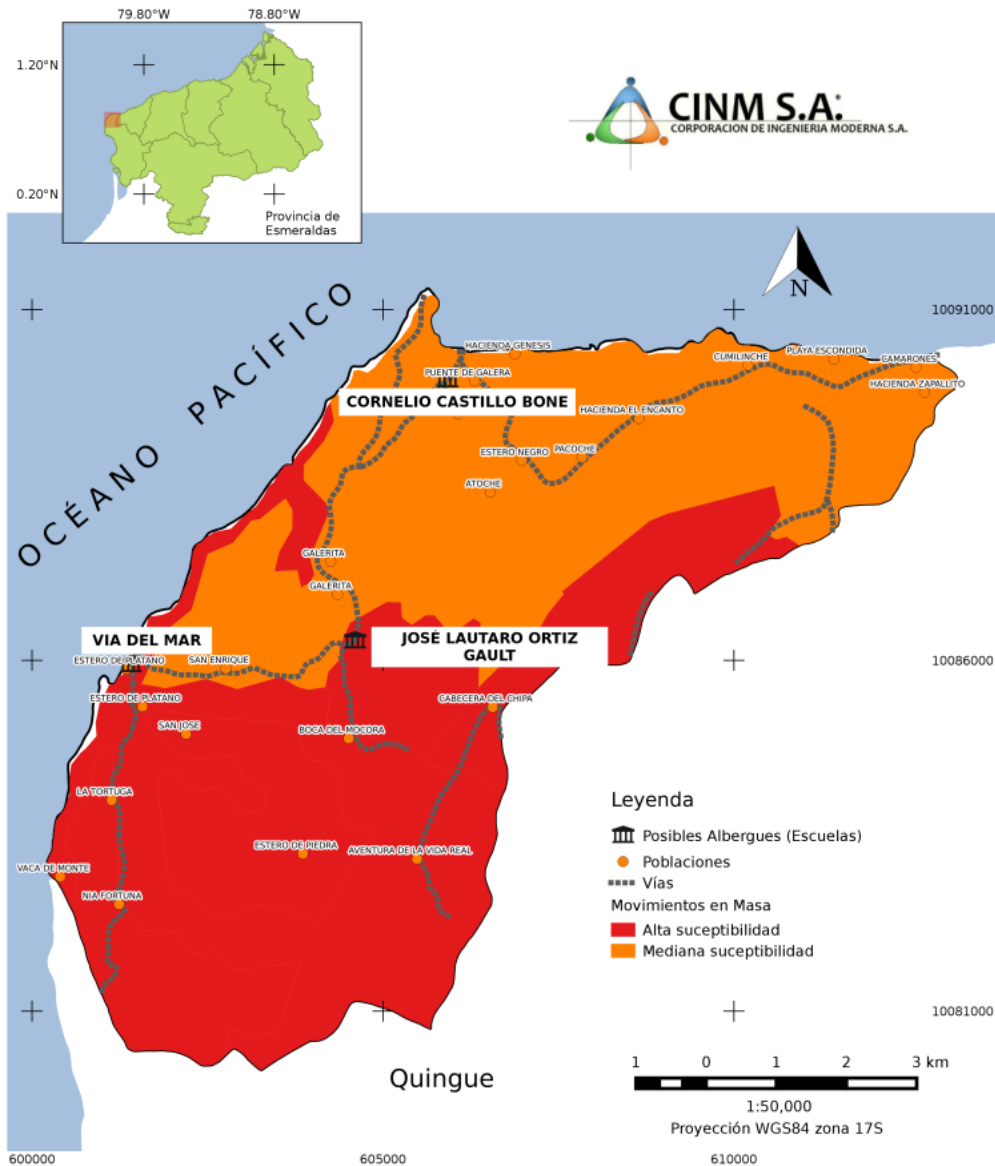 79.80°W
78.80°W
1.20°N
0.20°N
Provincia de
Esmeraldas
CINM S.A.
CORPORACION DE INGENIERIA MODERNA S.A.
OCÉANO PACÍFICO
N
10091000
HACIENDA GENESIS
PUENTE DE GALERA
CUMILINCHE
PLAYA ESCONDIDA
CAMARONES
HACIENDA ZAPALLITO
CORNELIO CASTILLO BONE
HACIENDA EL ENCANTO
ESTERO NEGRO
PACOCHE
ATOCHE
GALERITA
GALERITA
VIA DEL MAR
JOSÉ LAUTARO ORTIZ
GAULT
ESTERO DE PLATANO
SAN ENRIQUE
10086000
ESTERO DE PLATANO
CABECERA DEL CHIPA
SAN JOSE
BOCA DEL MOCORA
LA TORTUGA
ESTERO DE PIEDRA
AVENTURA DE LA VIDA REAL
VACA DE MONTE
NIA FORTUNA
Leyenda
Posibles Albergues (Escuelas)
Poblaciones
Vías
Movimientos en Masa
Alta suceptibilidad
Mediana suceptibilidad
10081000
Quingue
1 0 1 2 3 km
1:50,000
Proyección WGS84 zona 17S
600000
605000
610000